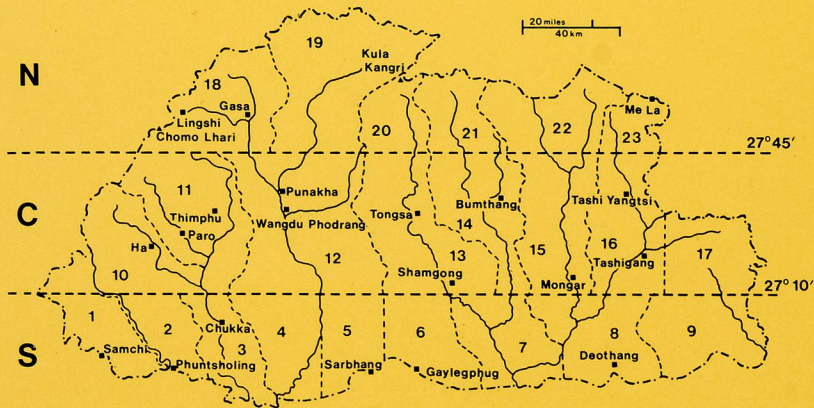 20 miles
40 km
N
19
Kula
Kangri
18
Gasa
Me La
Lingshi
Chomo Lhari
20
21
22
23
27°45′
C
11
Punakha
Tashi Yangtsi
Thimphu
Wangdu Phodrang
Tongsa
Bumthang
14
Paro
Ha
12
13
15
16
17
Tashigang
10
Shamgong
Mongar
27°10′
S
1
2
Chukka
3
4
5
6
7
8
9
Samchi
Phuntsholing
Sarbhang
Gaylegphug
Deothang